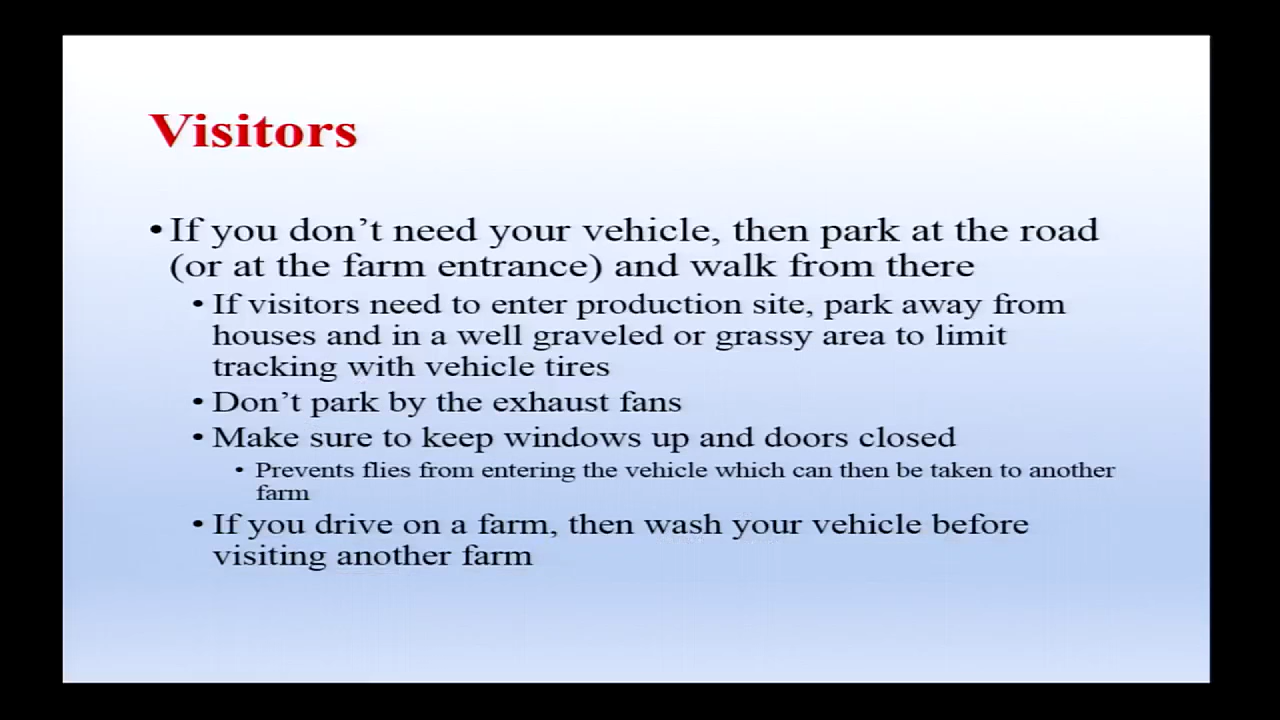 Visitors
• If you don’t need your vehicle, then park at the road
(or at the farm entrance) and walk from there
• If visitors need to enter production site, park away from
houses and in a well graveled or grassy area to limit
tracking with vehicle tires
• Don’t park by the exhaust fans
• Make sure to keep windows up and doors closed
• Prevents flies from entering the vehicle which can then be taken to another
farm
• If you drive on a farm, then wash your vehicle before
visiting another farm